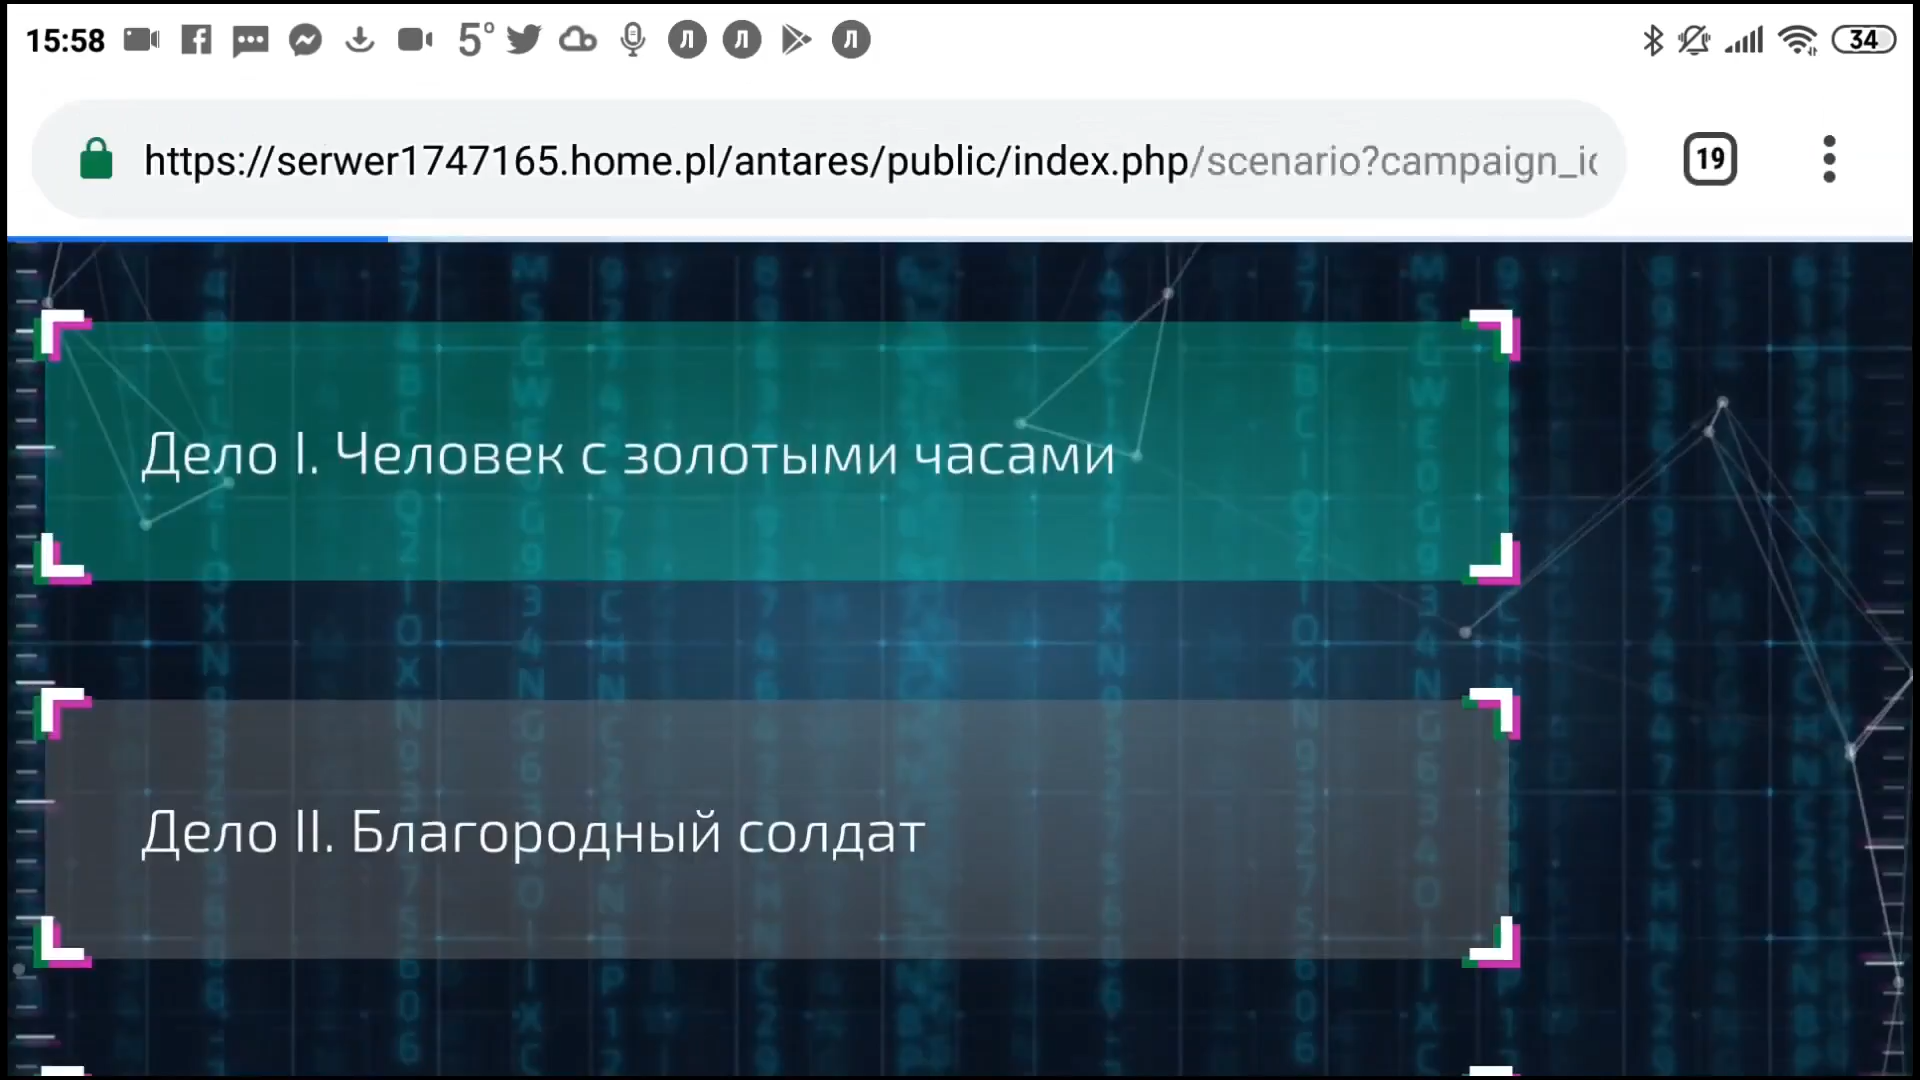 15:58 5° Л Л Л 34
https://serwer1747165.home.pl/antares/public/index.php/scenario?campaign_ic 19
Дело I. Человек с золотыми часами
Дело II. Благородный солдат